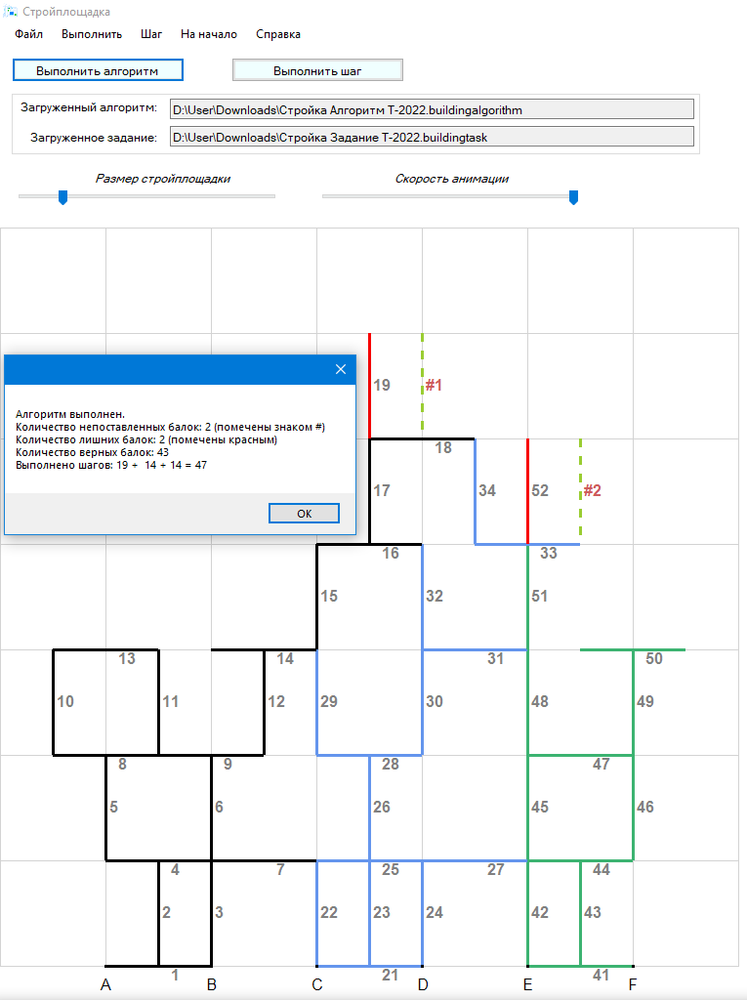 Стройплощадка
Файл Выполнить Шаг На начало Справка
Выполнить алгоритм Выполнить шаг
Загруженный алгоритм: D:\User\Downloads\Стройка Алгоритм Т-2022.buildingalgorithm
Загруженное задание: D:\User\Downloads\Стройка Задание Т-2022.buildingtask
Размер стройплощадки Скорость анимации
Алгоритм выполнен.
Количество непоставленных балок: 2 (помечены знаком #)
Количество лишних балок: 2 (помечены красным)
Количество верных балок: 43
Выполнено шагов: 19 + 14 + 14 = 47
OK
19 #1
18
17 34 52 #2
16 33
15 32 51
13 14 31 50
10 11 12 29 30 48 49
8 9 28 47
5 6 26 45 46
4 7 25 27 44
2 3 22 23 24 42 43
1 21 41
A B C D E F